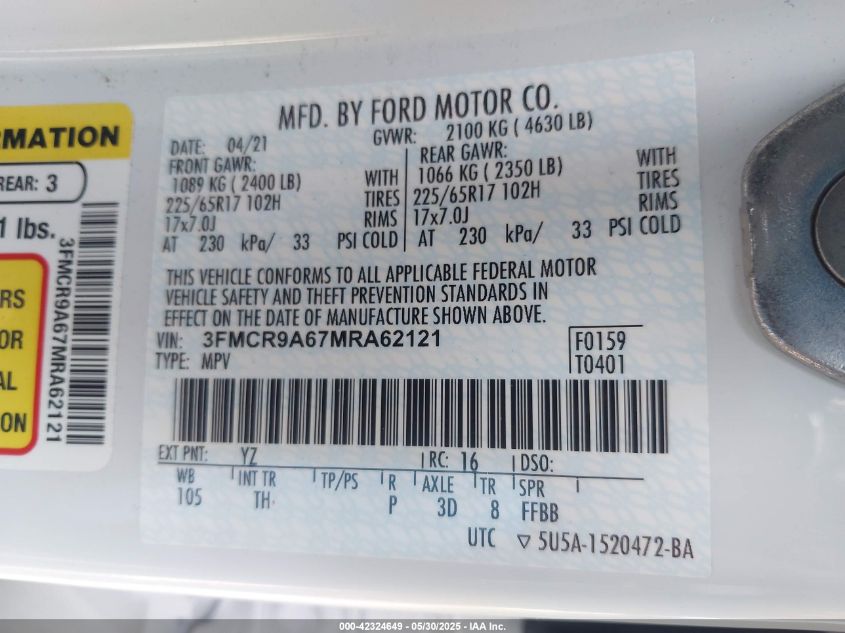 RMATION
REAR: 3
1 lbs.
RS
OR
AL
ON
3FMCR9A67MRA62121
MFD. BY FORD MOTOR CO.
DATE: 04/21 GVWR: 2100 KG ( 4630 LB)
FRONT GAWR: REAR GAWR:
1089 KG ( 2400 LB) WITH 1066 KG ( 2350 LB) WITH
225/65R17 102H TIRES 225/65R17 102H TIRES
17x7.0J RIMS 17x7.0J RIMS
AT 230 kPa/ 33 PSI COLD AT 230 kPa/ 33 PSI COLD
THIS VEHICLE CONFORMS TO ALL APPLICABLE FEDERAL MOTOR
VEHICLE SAFETY AND THEFT PREVENTION STANDARDS IN
EFFECT ON THE DATE OF MANUFACTURE SHOWN ABOVE.
VIN: 3FMCR9A67MRA62121 F0159
TYPE: MPV T0401
EXT PNT: YZ RC: 16 DSO:
WB INT TR TP/PS R AXLE TR SPR
105 TH P 3D 8 FFBB
UTC ▽ 5U5A-1520472-BA
000-42324649 — 05/30/2025 — IAA Inc.